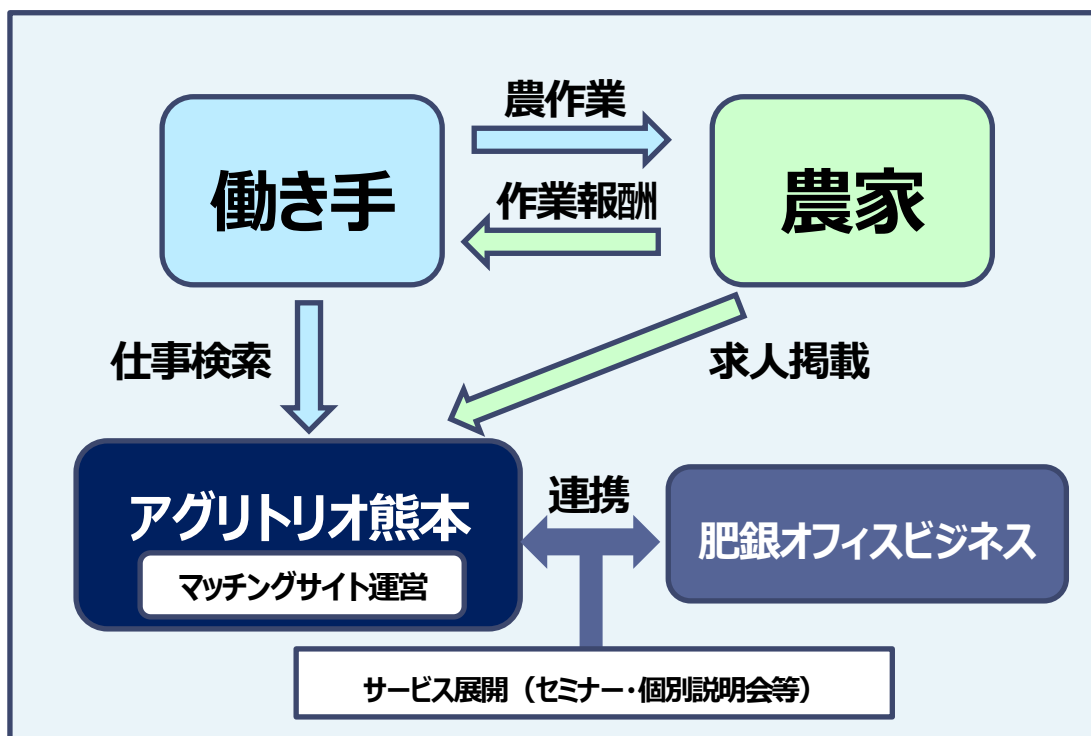 農作業
働き手
農家
作業報酬
仕事検索
求人掲載
アグリトリオ熊本
マッチングサイト運営
連携
肥銀オフィスビジネス
サービス展開（セミナー・個別説明会等）